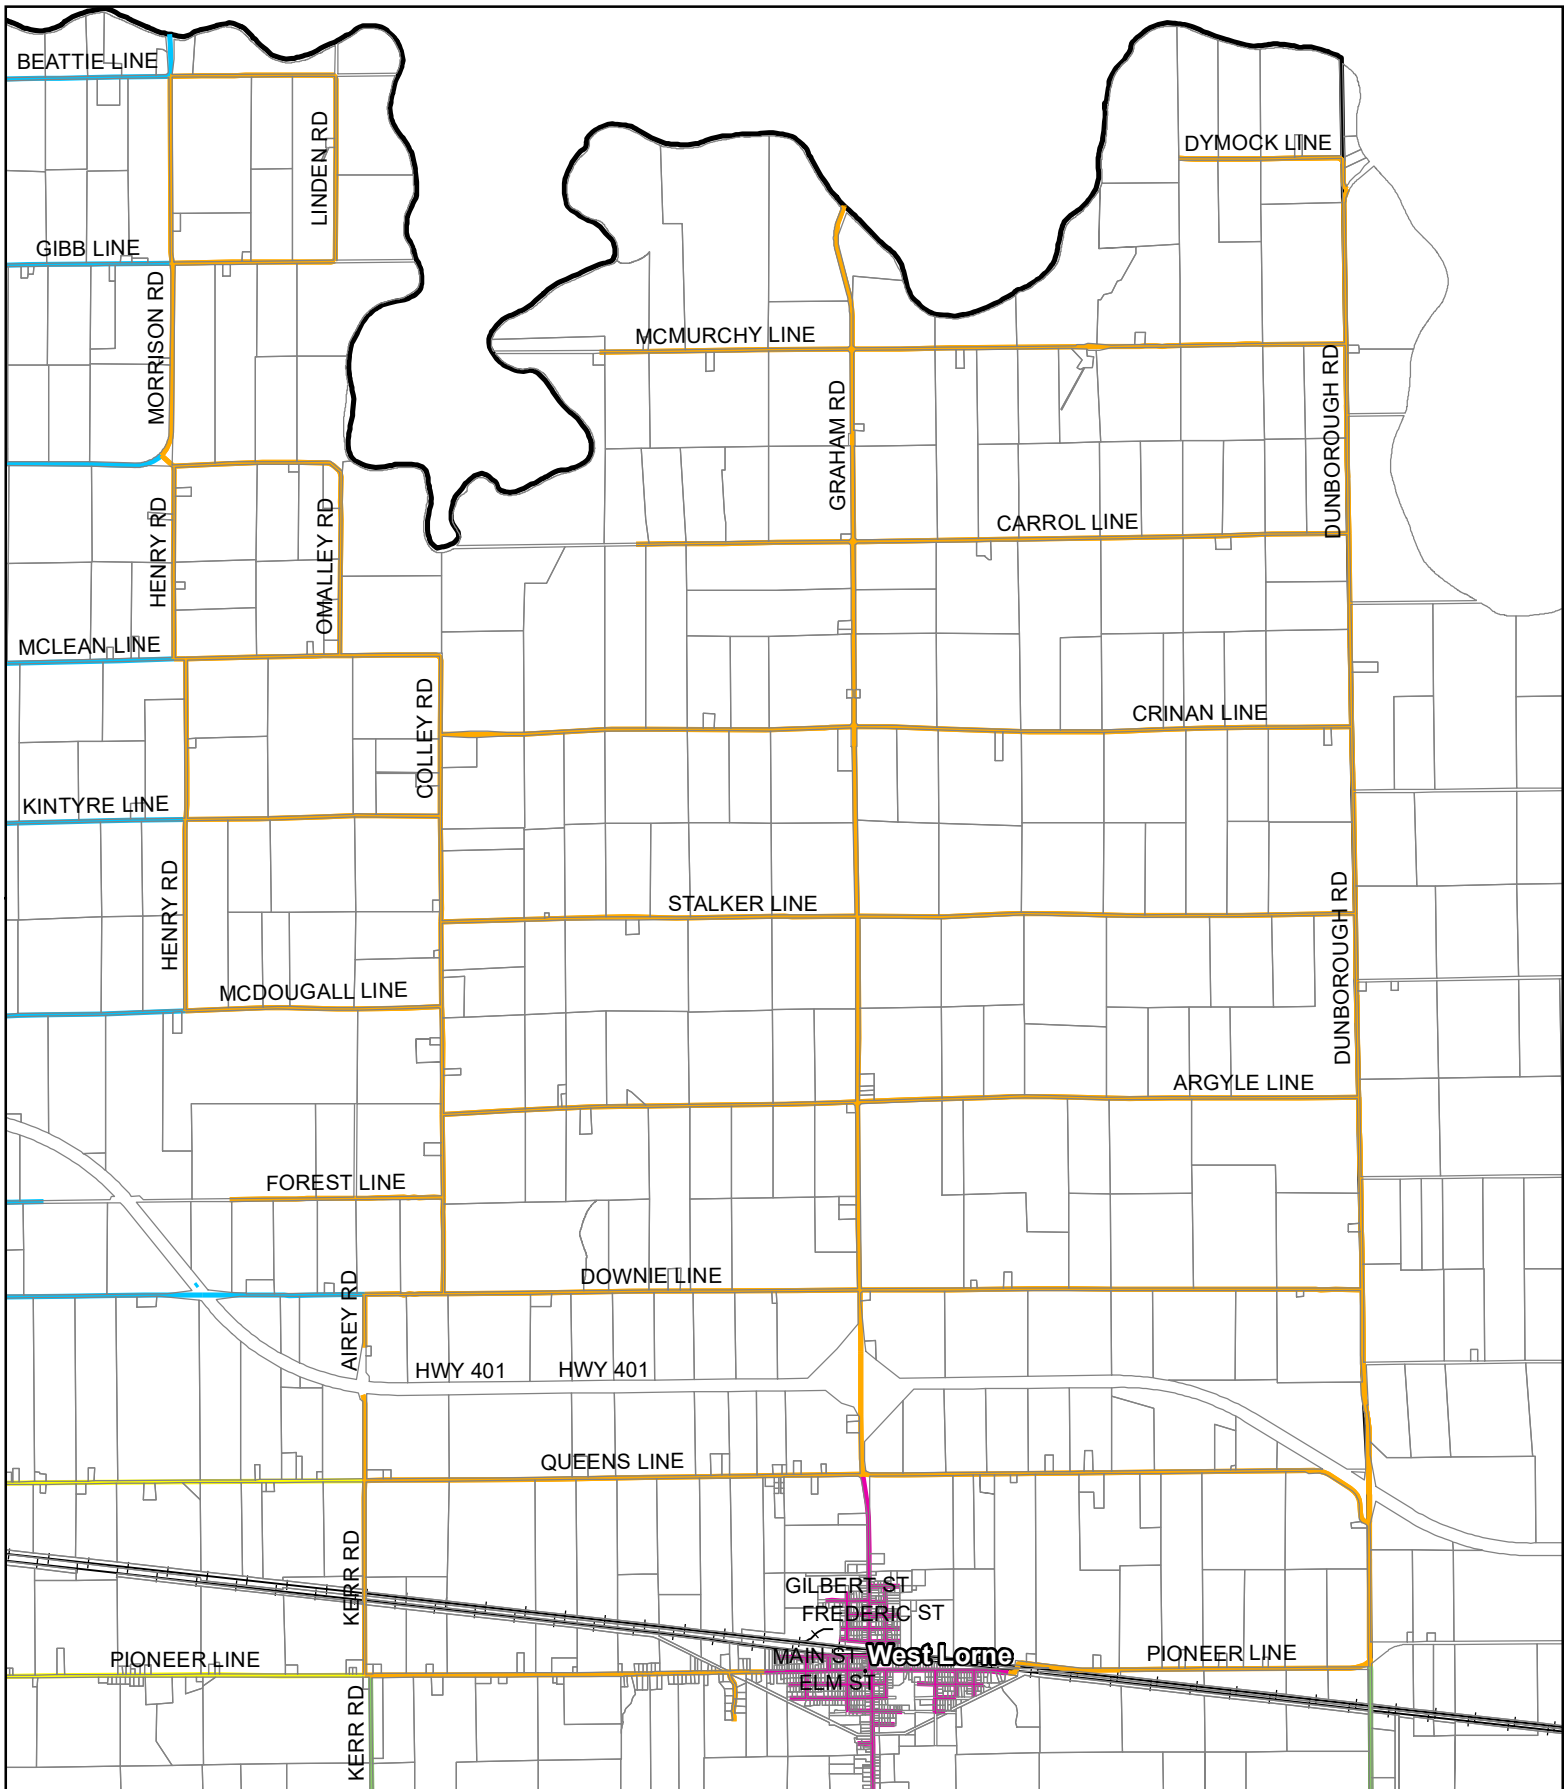 BEATTIE LINE
LINDEN RD
DYMOCK LINE
GIBB LINE
MORRISON RD
MCMURCHY LINE
GRAHAM RD
DUNBOROUGH RD
HENRY RD
OMALLEY RD
CARROL LINE
MCLEAN LINE
COLLEY RD
CRINAN LINE
KINTYRE LINE
HENRY RD
STALKER LINE
DUNBOROUGH RD
MCDOUGALL LINE
ARGYLE LINE
FOREST LINE
DOWNIE LINE
AIREY RD
HWY 401
HWY 401
QUEENS LINE
KERR RD
GILBERT ST
FREDERIC ST
PIONEER LINE
MAIN ST
West Lorne
PIONEER LINE
ELM ST
KERR RD